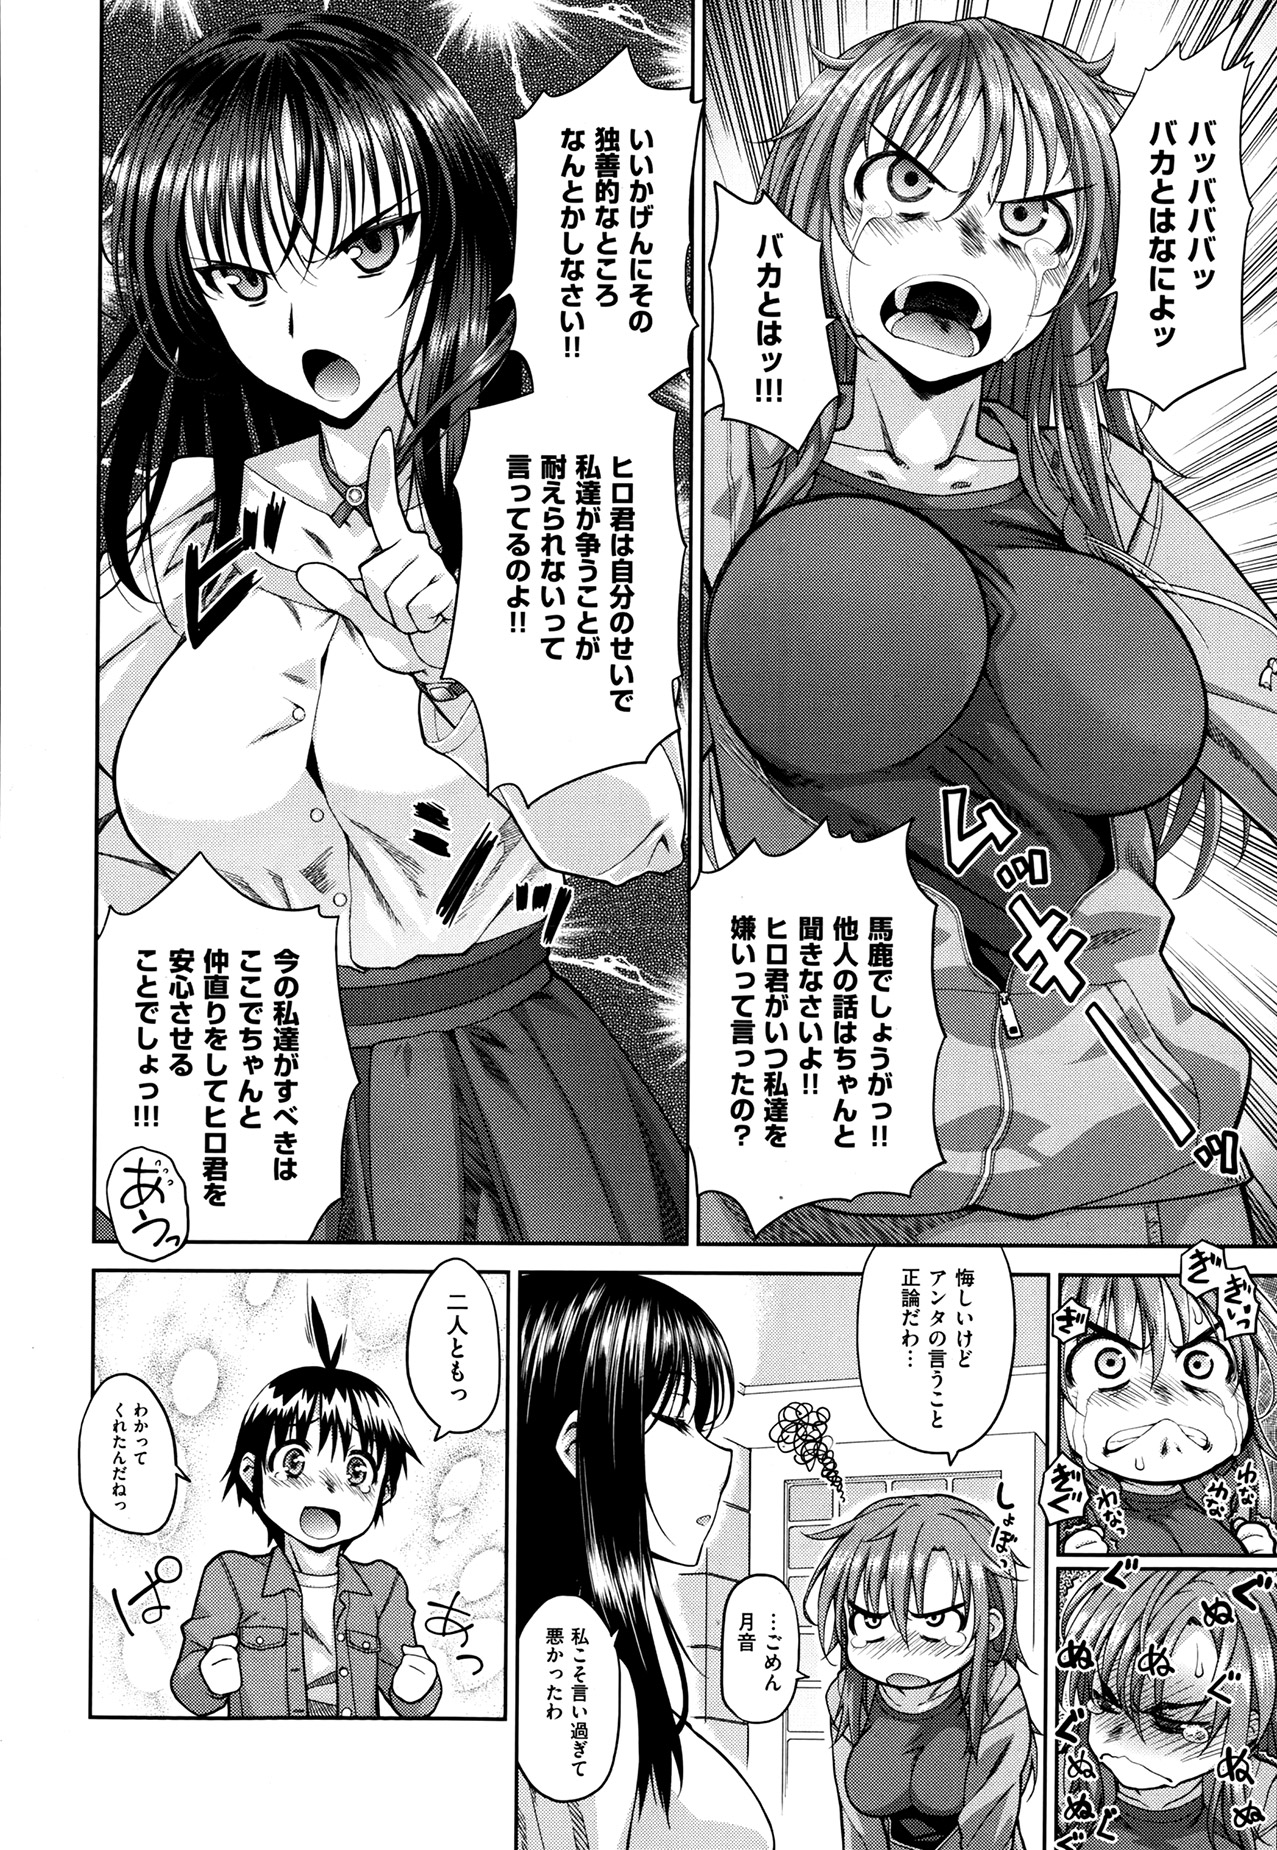 バッバババッ
バカとはなによッ
バカとはッ!!!
ムッ
キーッ
馬鹿でしょうがっ!!
他人の話はちゃんと
聞きなさいよ!!
ヒロ君がいつ私達を
嫌いって言ったの?
いいかげんにその
独善的なところ
なんとかしなさい!!
ヒロ君は自分のせいで
私達が争うことが
耐えられないって
言ってるのよ!!
ビシッ
今の私達がすべきは
ここでちゃんと
仲直りをしてヒロ君を
安心させる
ことでしょっ!!!
あうっ
ぎぎぎぃっ
ぎぐぐ
わなわなっ
ぐぬぬぬ
ぐぬぬぬ
悔しいけど
アンタの言うこと
正論だわ…
しょぼっ
…ごめん
月音
私こそ言い過ぎて
悪かったわ
二人ともっ
わかって
くれたんだねっ
ぱあっ